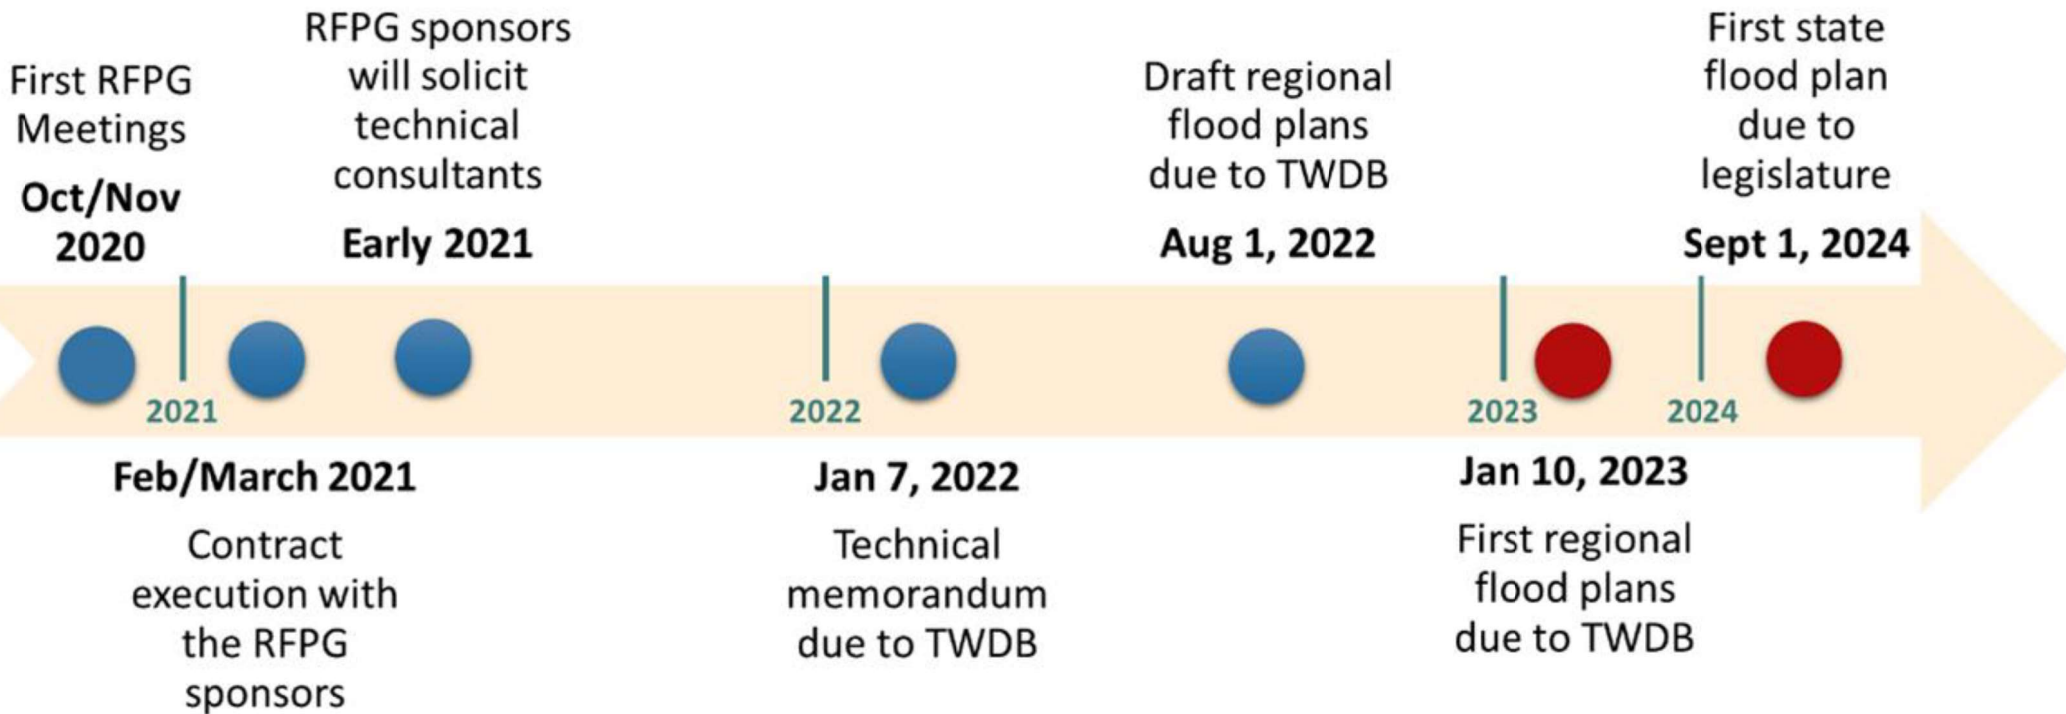 First RFPG
Meetings
Oct/Nov
2020
RFPG sponsors
will solicit
technical
consultants
Early 2021
Draft regional
flood plans
due to TWDB
Aug 1, 2022
First state
flood plan
due to
legislature
Sept 1, 2024
2021
2022
2023
2024
Feb/March 2021
Contract
execution with
the RFPG
sponsors
Jan 7, 2022
Technical
memorandum
due to TWDB
Jan 10, 2023
First regional
flood plans
due to TWDB